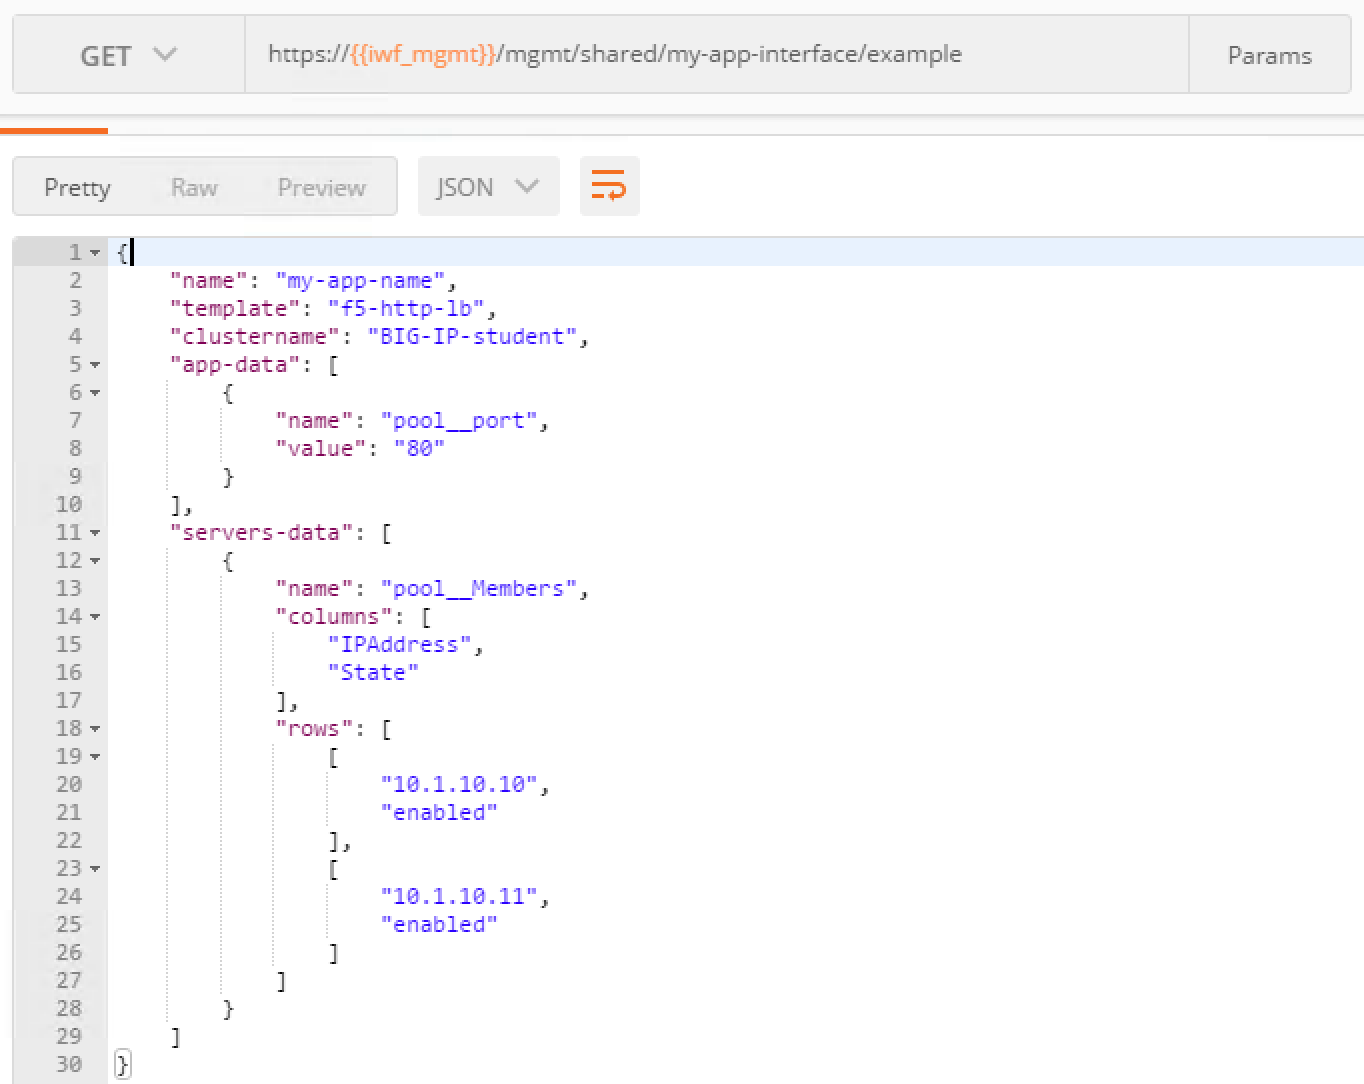 GET https://{{iwf_mgmt}}/mgmt/shared/my-app-interface/example Params
Pretty Raw Preview JSON
1 {
2     "name": "my-app-name",
3     "template": "f5-http-lb",
4     "clustername": "BIG-IP-student",
5     "app-data": [
6         {
7             "name": "pool__port",
8             "value": "80"
9         }
10     ],
11     "servers-data": [
12         {
13             "name": "pool__Members",
14             "columns": [
15                 "IPAddress",
16                 "State"
17             ],
18             "rows": [
19                 [
20                     "10.1.10.10",
21                     "enabled"
22                 ],
23                 [
24                     "10.1.10.11",
25                     "enabled"
26                 ]
27             ]
28         }
29     ]
30 }